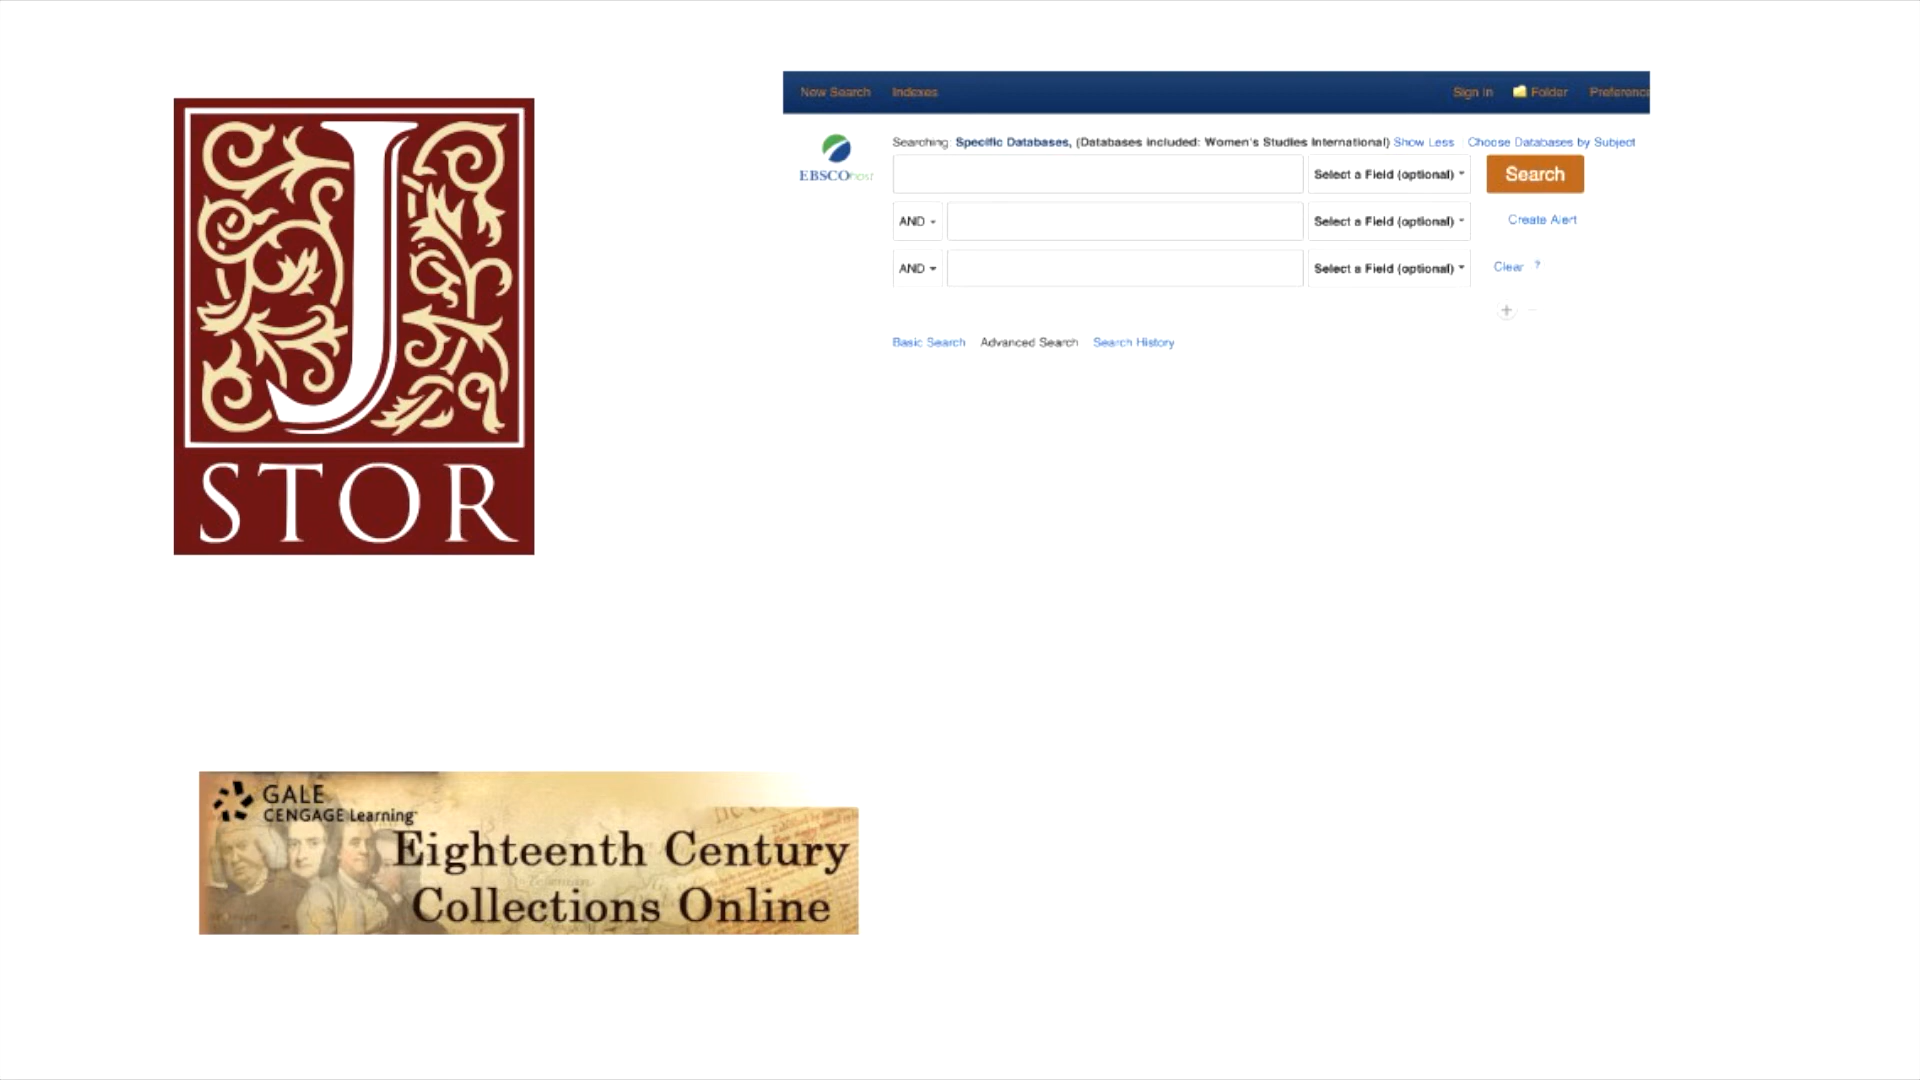 J
STOR
New Search Indexes Sign In Folder Preference
EBSCOhost
Searching: Specific Databases, (Databases included: Women's Studies International) Show Less Choose Databases by Subject
Select a Field (optional) Search
AND Select a Field (optional) Create Alert
AND Select a Field (optional) Clear ?
Basic Search Advanced Search Search History
GALE
CENGAGE Learning
Eighteenth Century
Collections Online